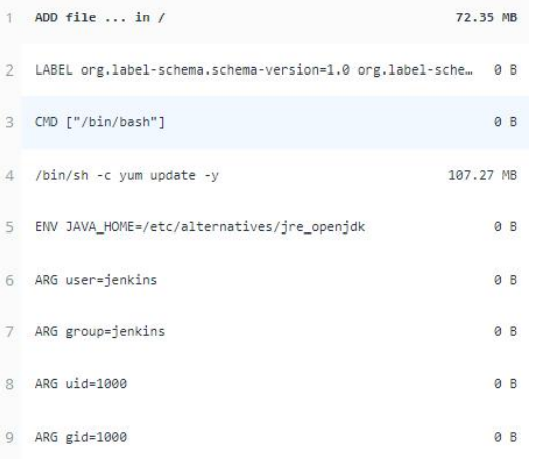 1 ADD file ... in / 72.35 MB
2 LABEL org.label-schema.schema-version=1.0 org.label-sche… 0 B
3 CMD ["/bin/bash"] 0 B
4 /bin/sh -c yum update -y 107.27 MB
5 ENV JAVA_HOME=/etc/alternatives/jre_openjdk 0 B
6 ARG user=jenkins 0 B
7 ARG group=jenkins 0 B
8 ARG uid=1000 0 B
9 ARG gid=1000 0 B